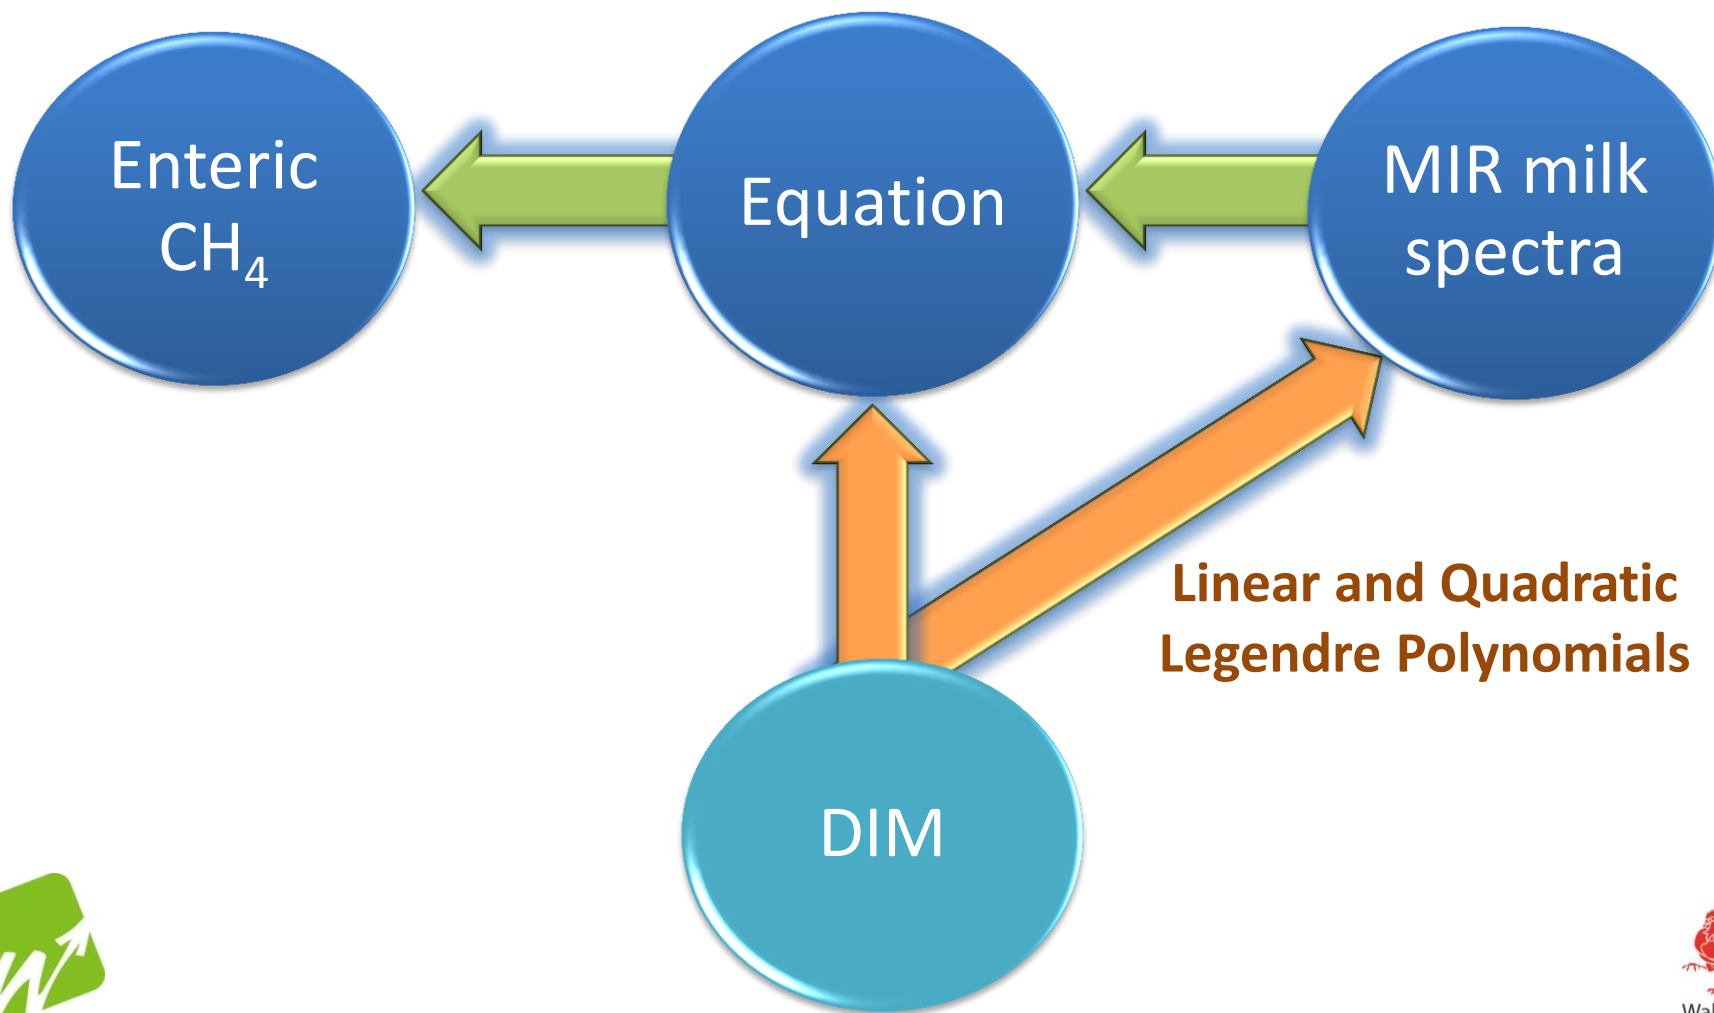 Enteric
CH₄
Equation
MIR milk
spectra
Linear and Quadratic
Legendre Polynomials
DIM